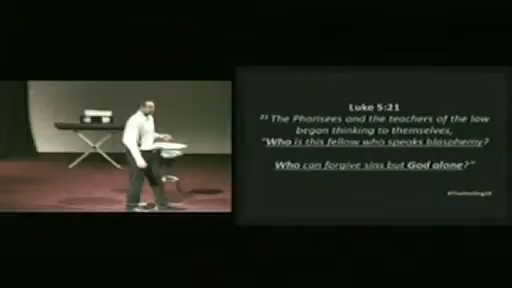 Luke 5:21
²¹ The Pharisees and the teachers of the law
began thinking to themselves,
"Who is this fellow who speaks blasphemy?
Who can forgive sins but God alone?"